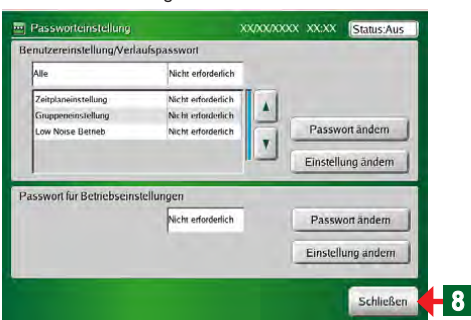 Passworteinstellung XX/XX/XXXX XX:XX Status:Aus
Benutzereinstellung/Verlaufspasswort
Alle Nicht erforderlich
Zeitplaneinstellung Nicht erforderlich
Gruppeneinstellung Nicht erforderlich
Low Noise Betrieb Nicht erforderlich
Passwort ändern
Einstellung ändern
Passwort für Betriebseinstellungen
Nicht erforderlich
Passwort ändern
Einstellung ändern
Schließen 8